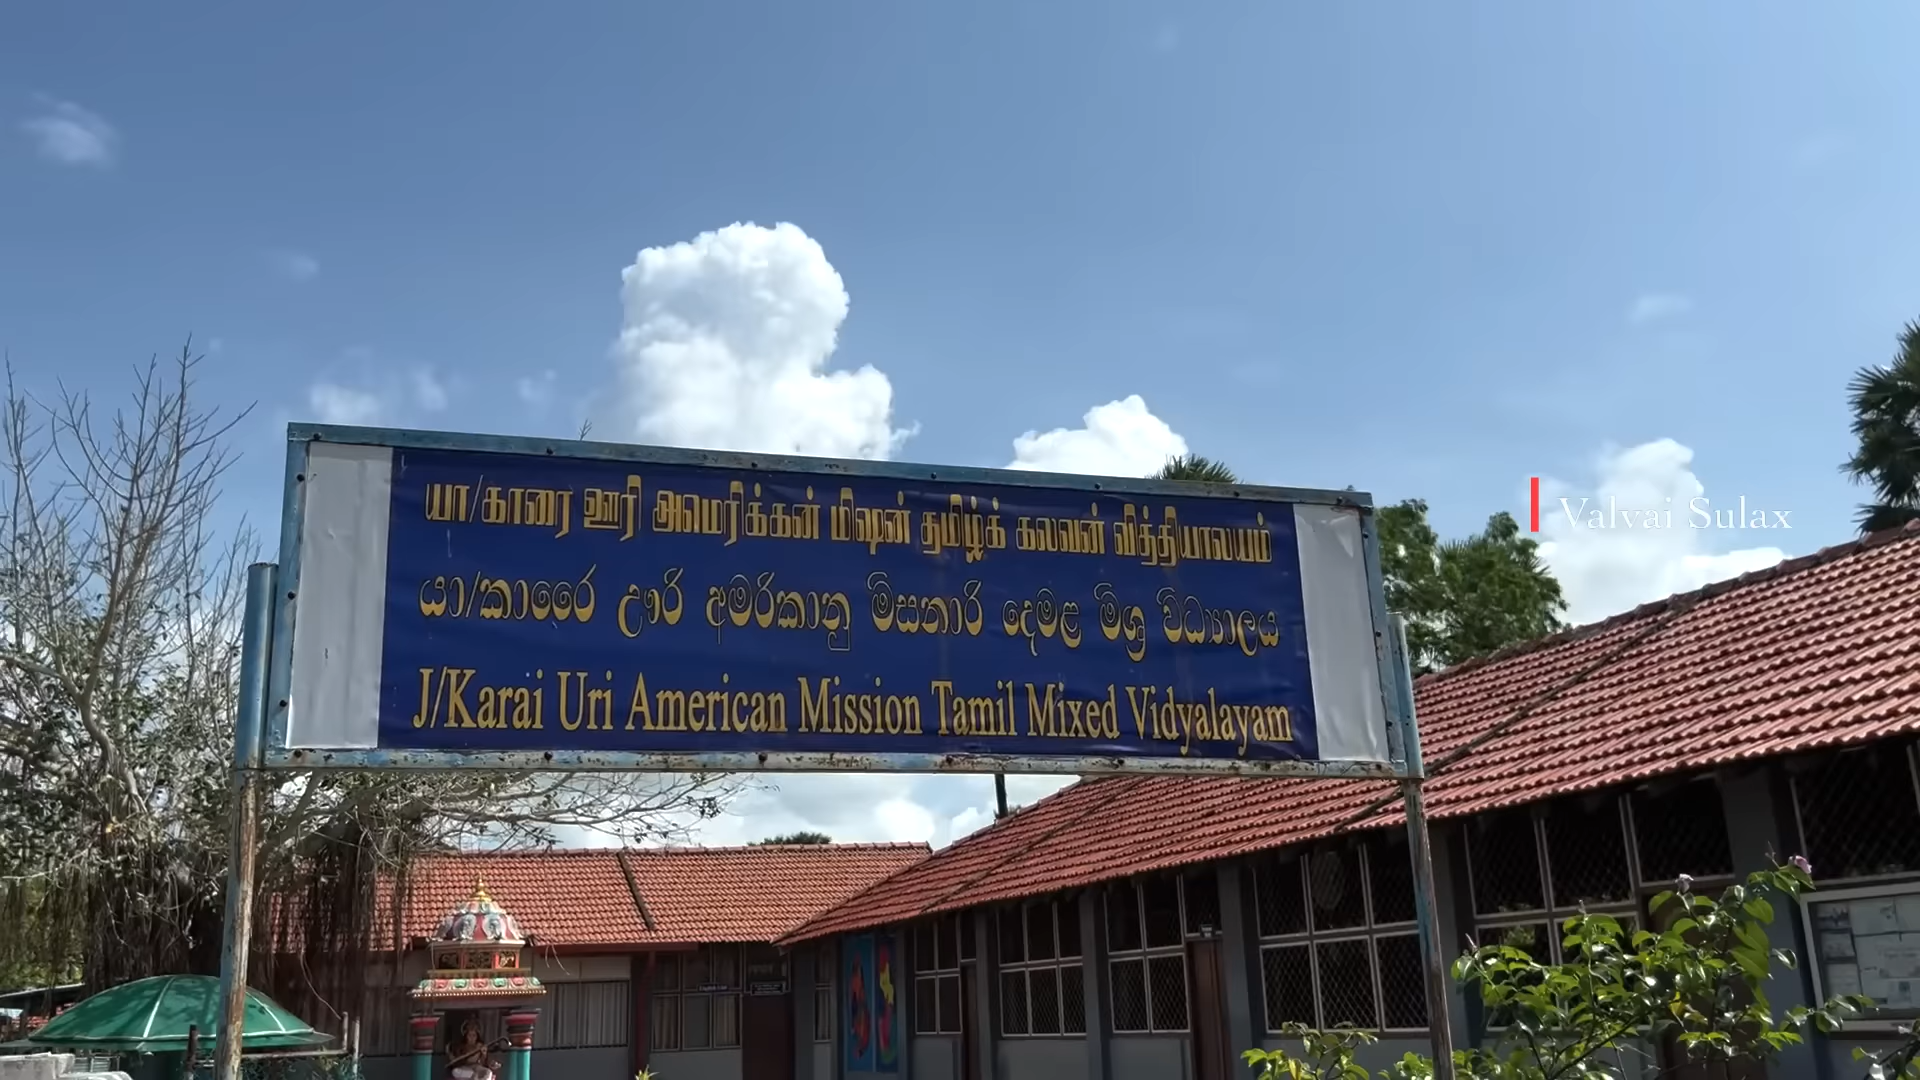 யா/காரை ஊரி அமெரிக்கன் மிஷன் தமிழ்க் கலவன் வித்தியாலயம்
යා/කාරෛ ඌරි අමරිකානු මිසනාරි දෙමළ මිශ්‍ර විද්‍යාලය
J/Karai Uri American Mission Tamil Mixed Vidyalayam
Valvai Sulax